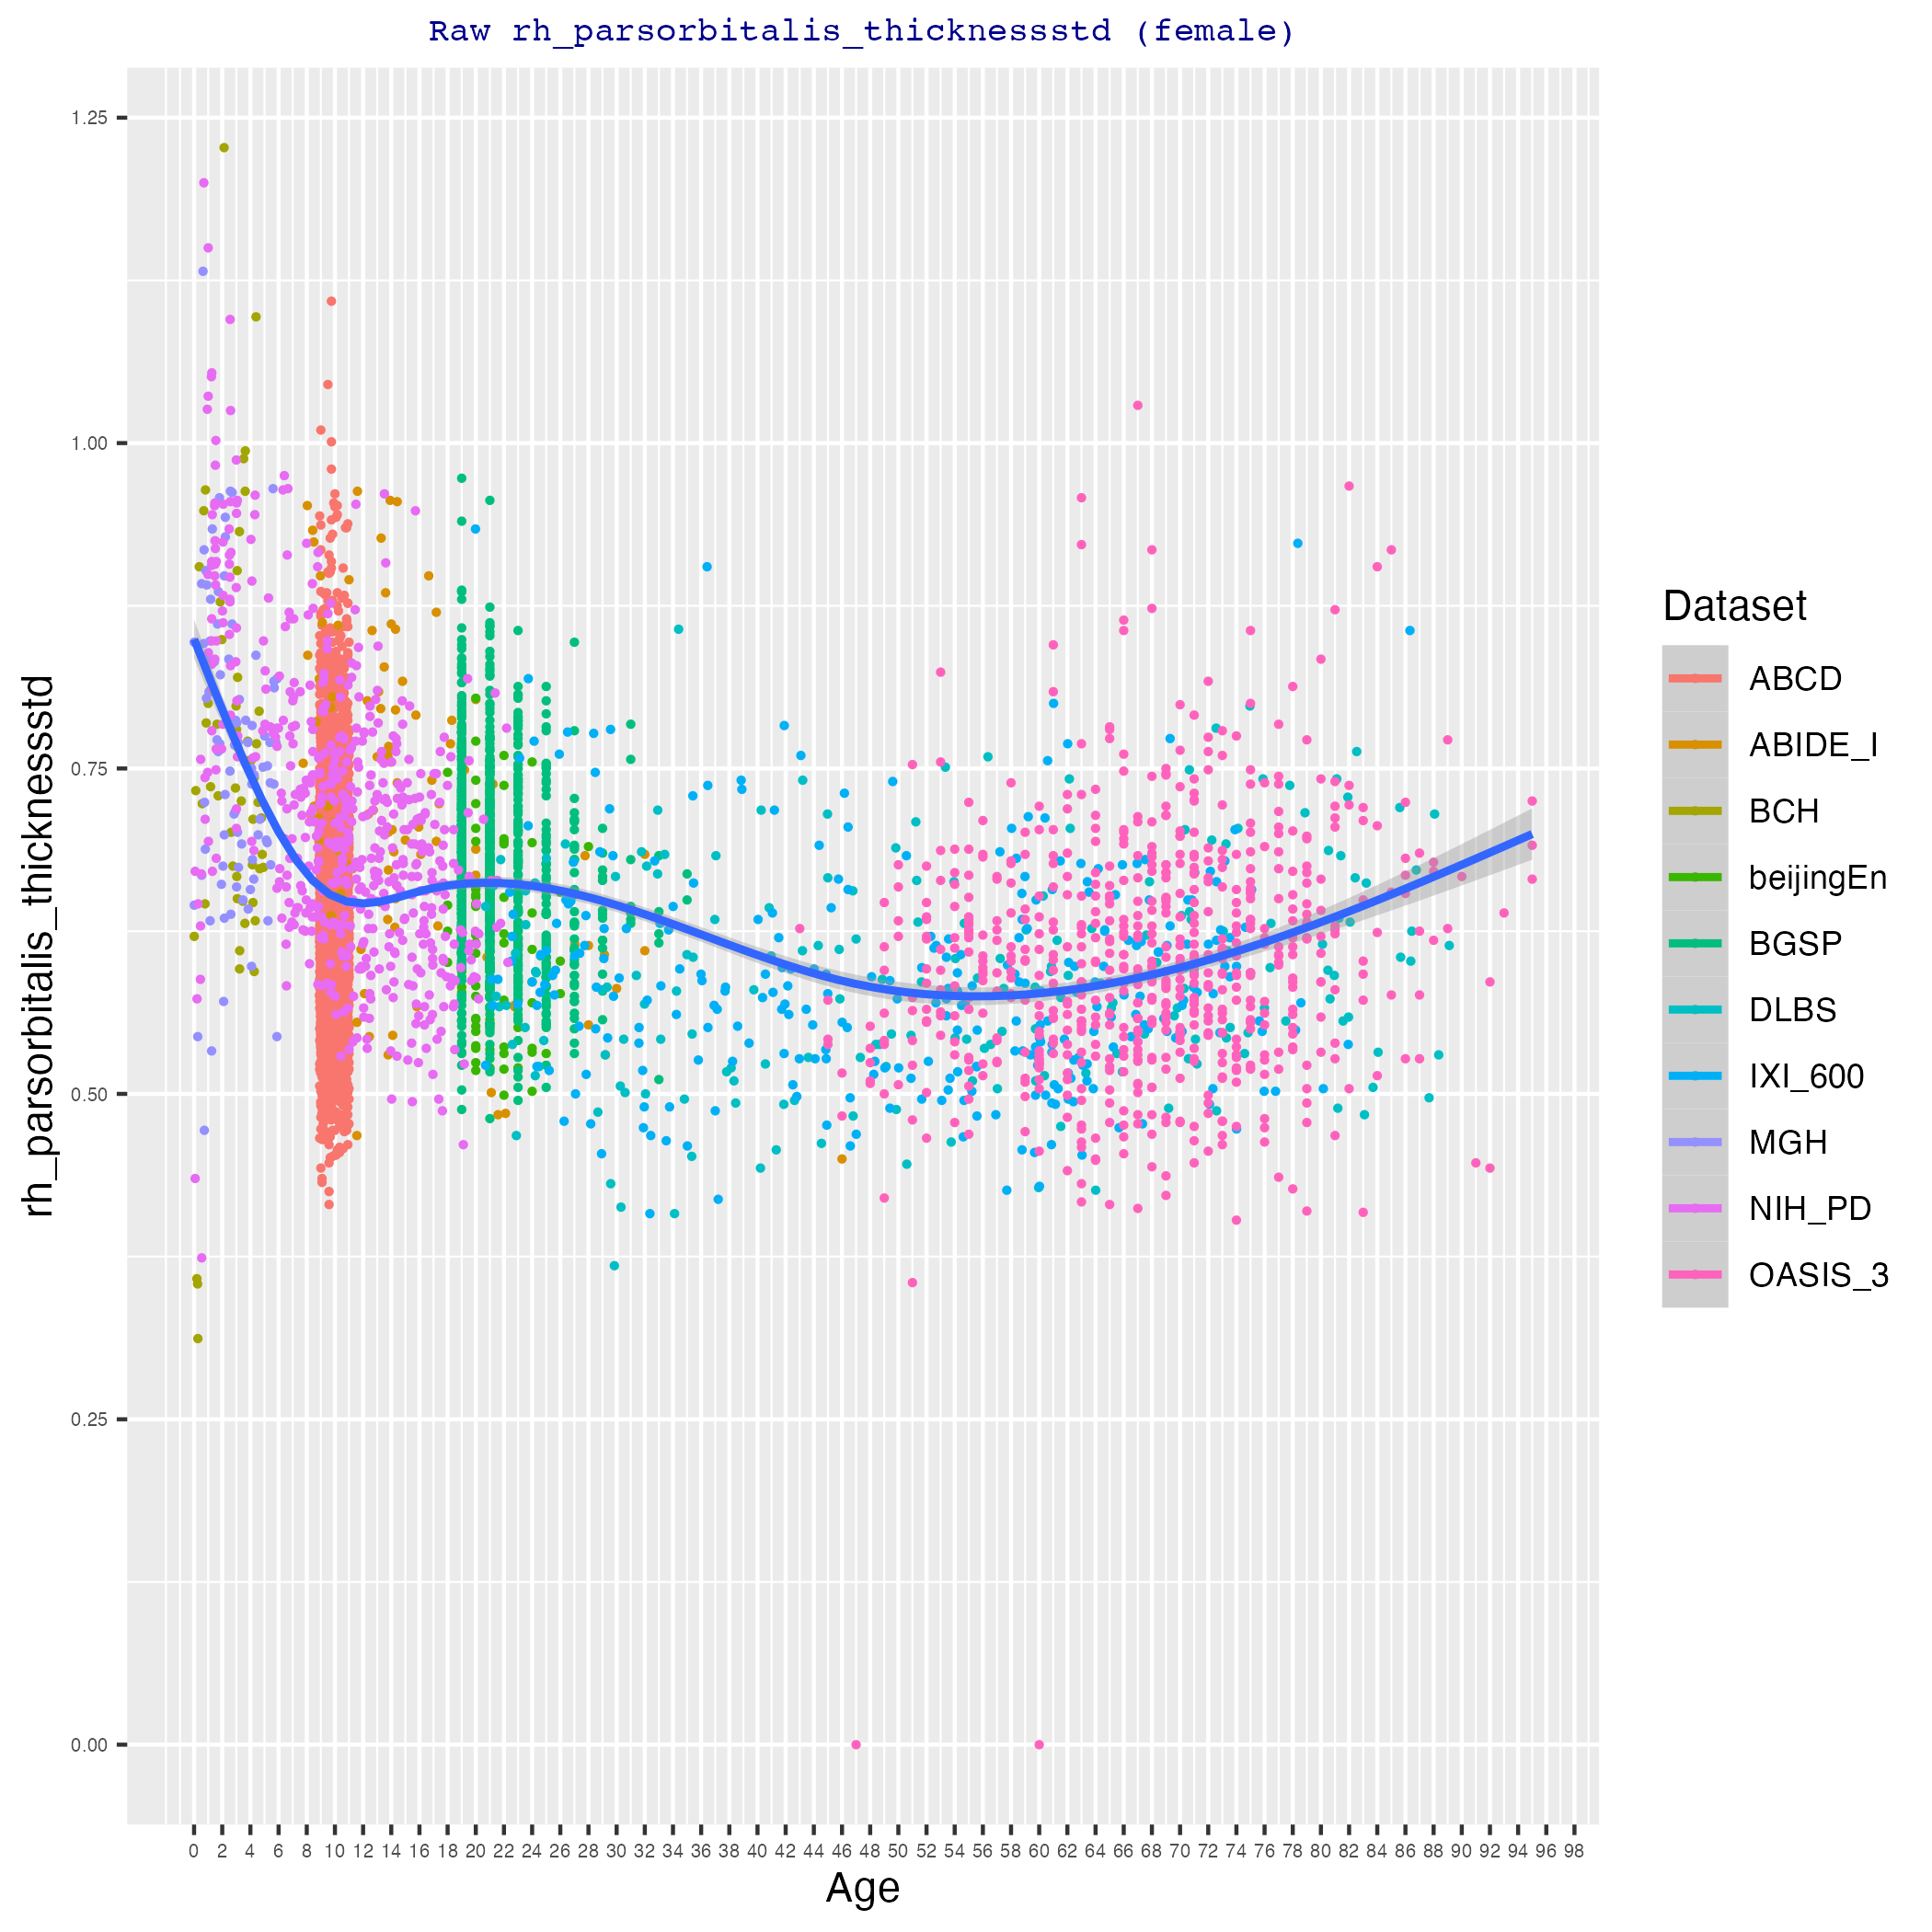 Raw rh_parsorbitalis_thicknessstd (female)
rh_parsorbitalis_thicknessstd
1.25
1.00
0.75
0.50
0.25
0.00
0 2 4 6 8 10 12 14 16 18 20 22 24 26 28 30 32 34 36 38 40 42 44 46 48 50 52 54 56 58 60 62 64 66 68 70 72 74 76 78 80 82 84 86 88 90 92 94 96 98
Age
Dataset
ABCD
ABIDE_I
BCH
beijingEn
BGSP
DLBS
IXI_600
MGH
NIH_PD
OASIS_3